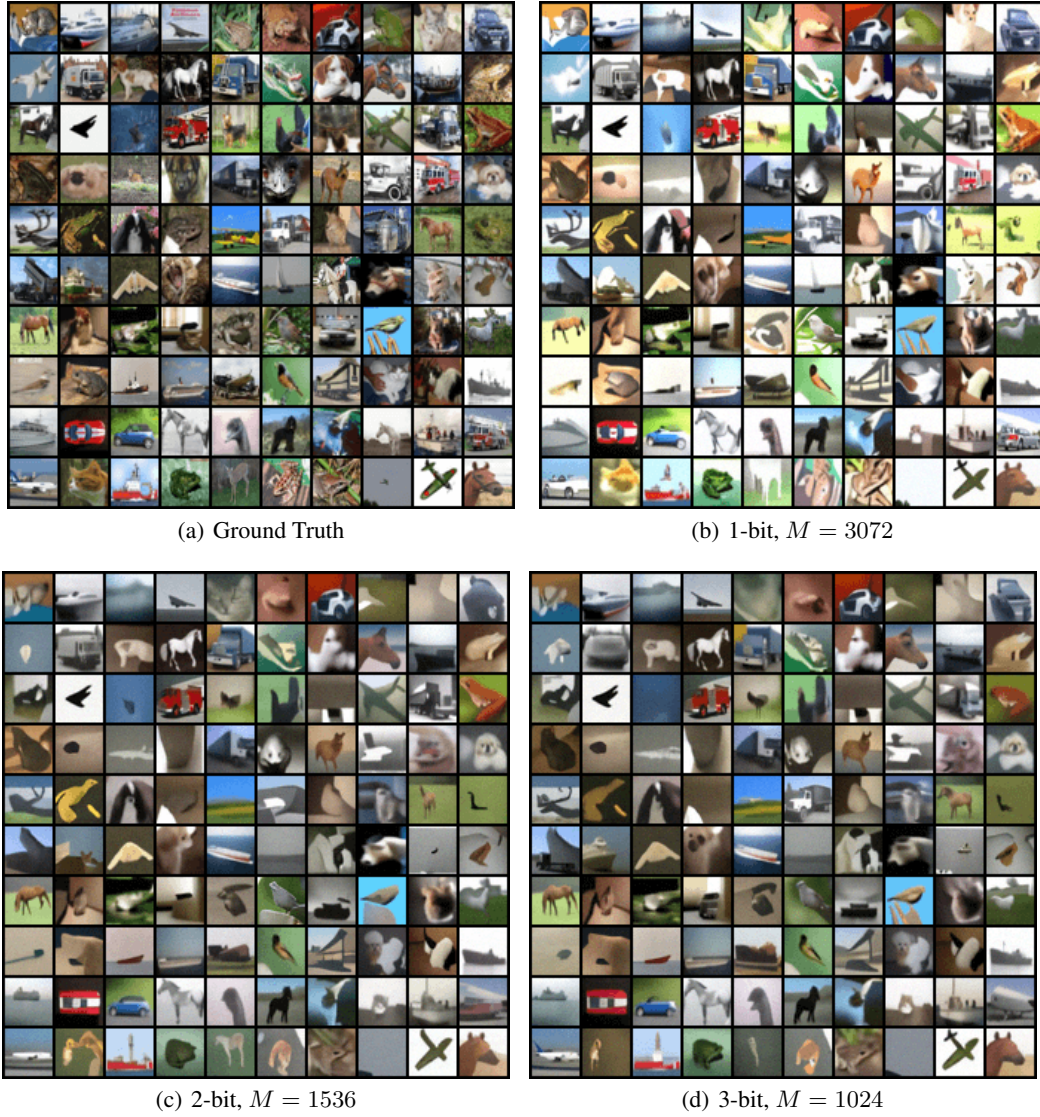 (a) Ground Truth
(b) 1-bit, M = 3072
(c) 2-bit, M = 1536
(d) 3-bit, M = 1024